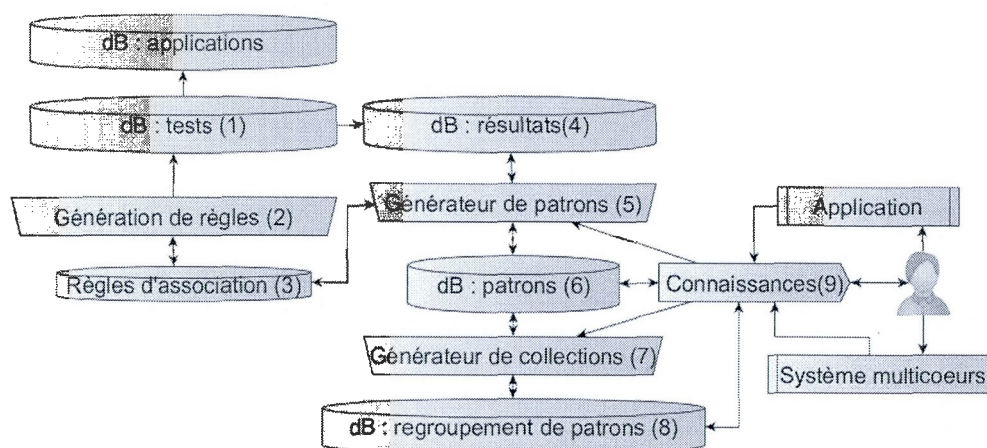 dB : applications
dB : tests (1)
dB : résultats(4)
Génération de règles (2)
Générateur de patrons (5)
Application
Règles d'association (3)
dB : patrons (6)
Connaissances(9)
Générateur de collections (7)
Système multicoeurs
dB : regroupement de patrons (8)